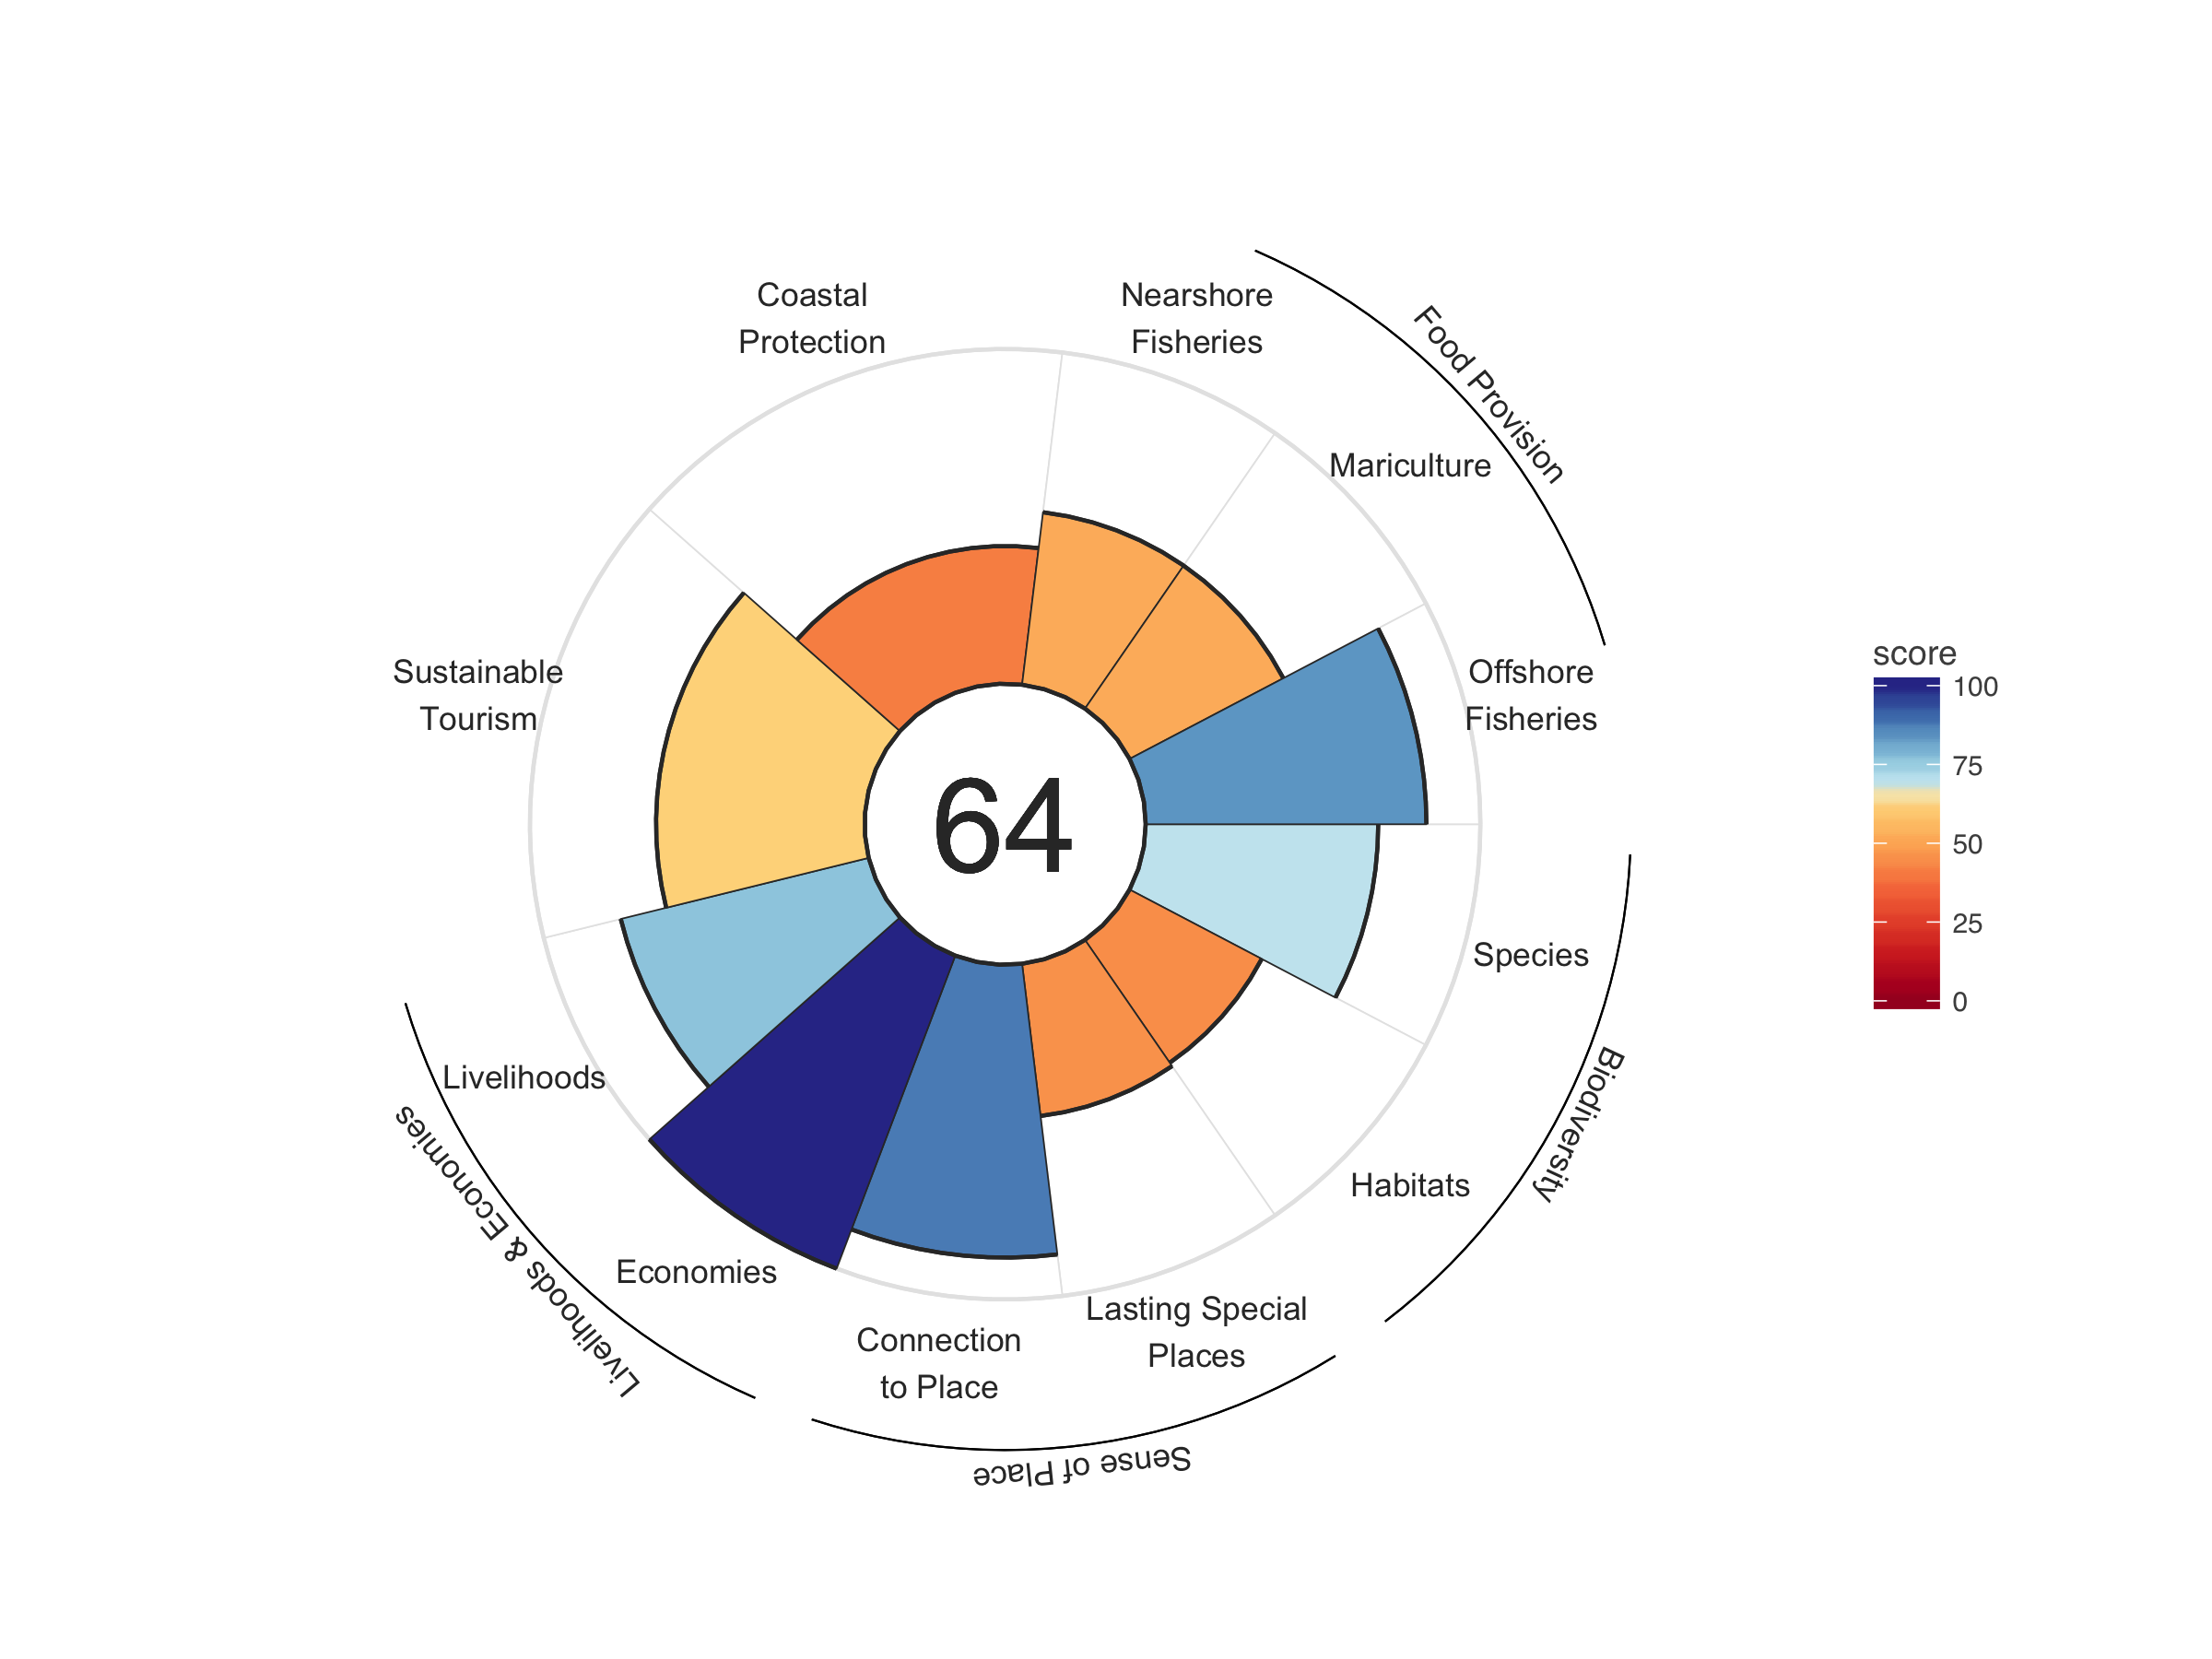 Coastal
Protection
Nearshore
Fisheries
Food Provision
Mariculture
Sustainable
Tourism
Offshore
Fisheries
score
100
75
50
25
0
64
Species
Biodiversity
Livelihoods
Habitats
Livelihoods & Economies
Economies
Lasting Special
Places
Connection
to Place
Sense of Place